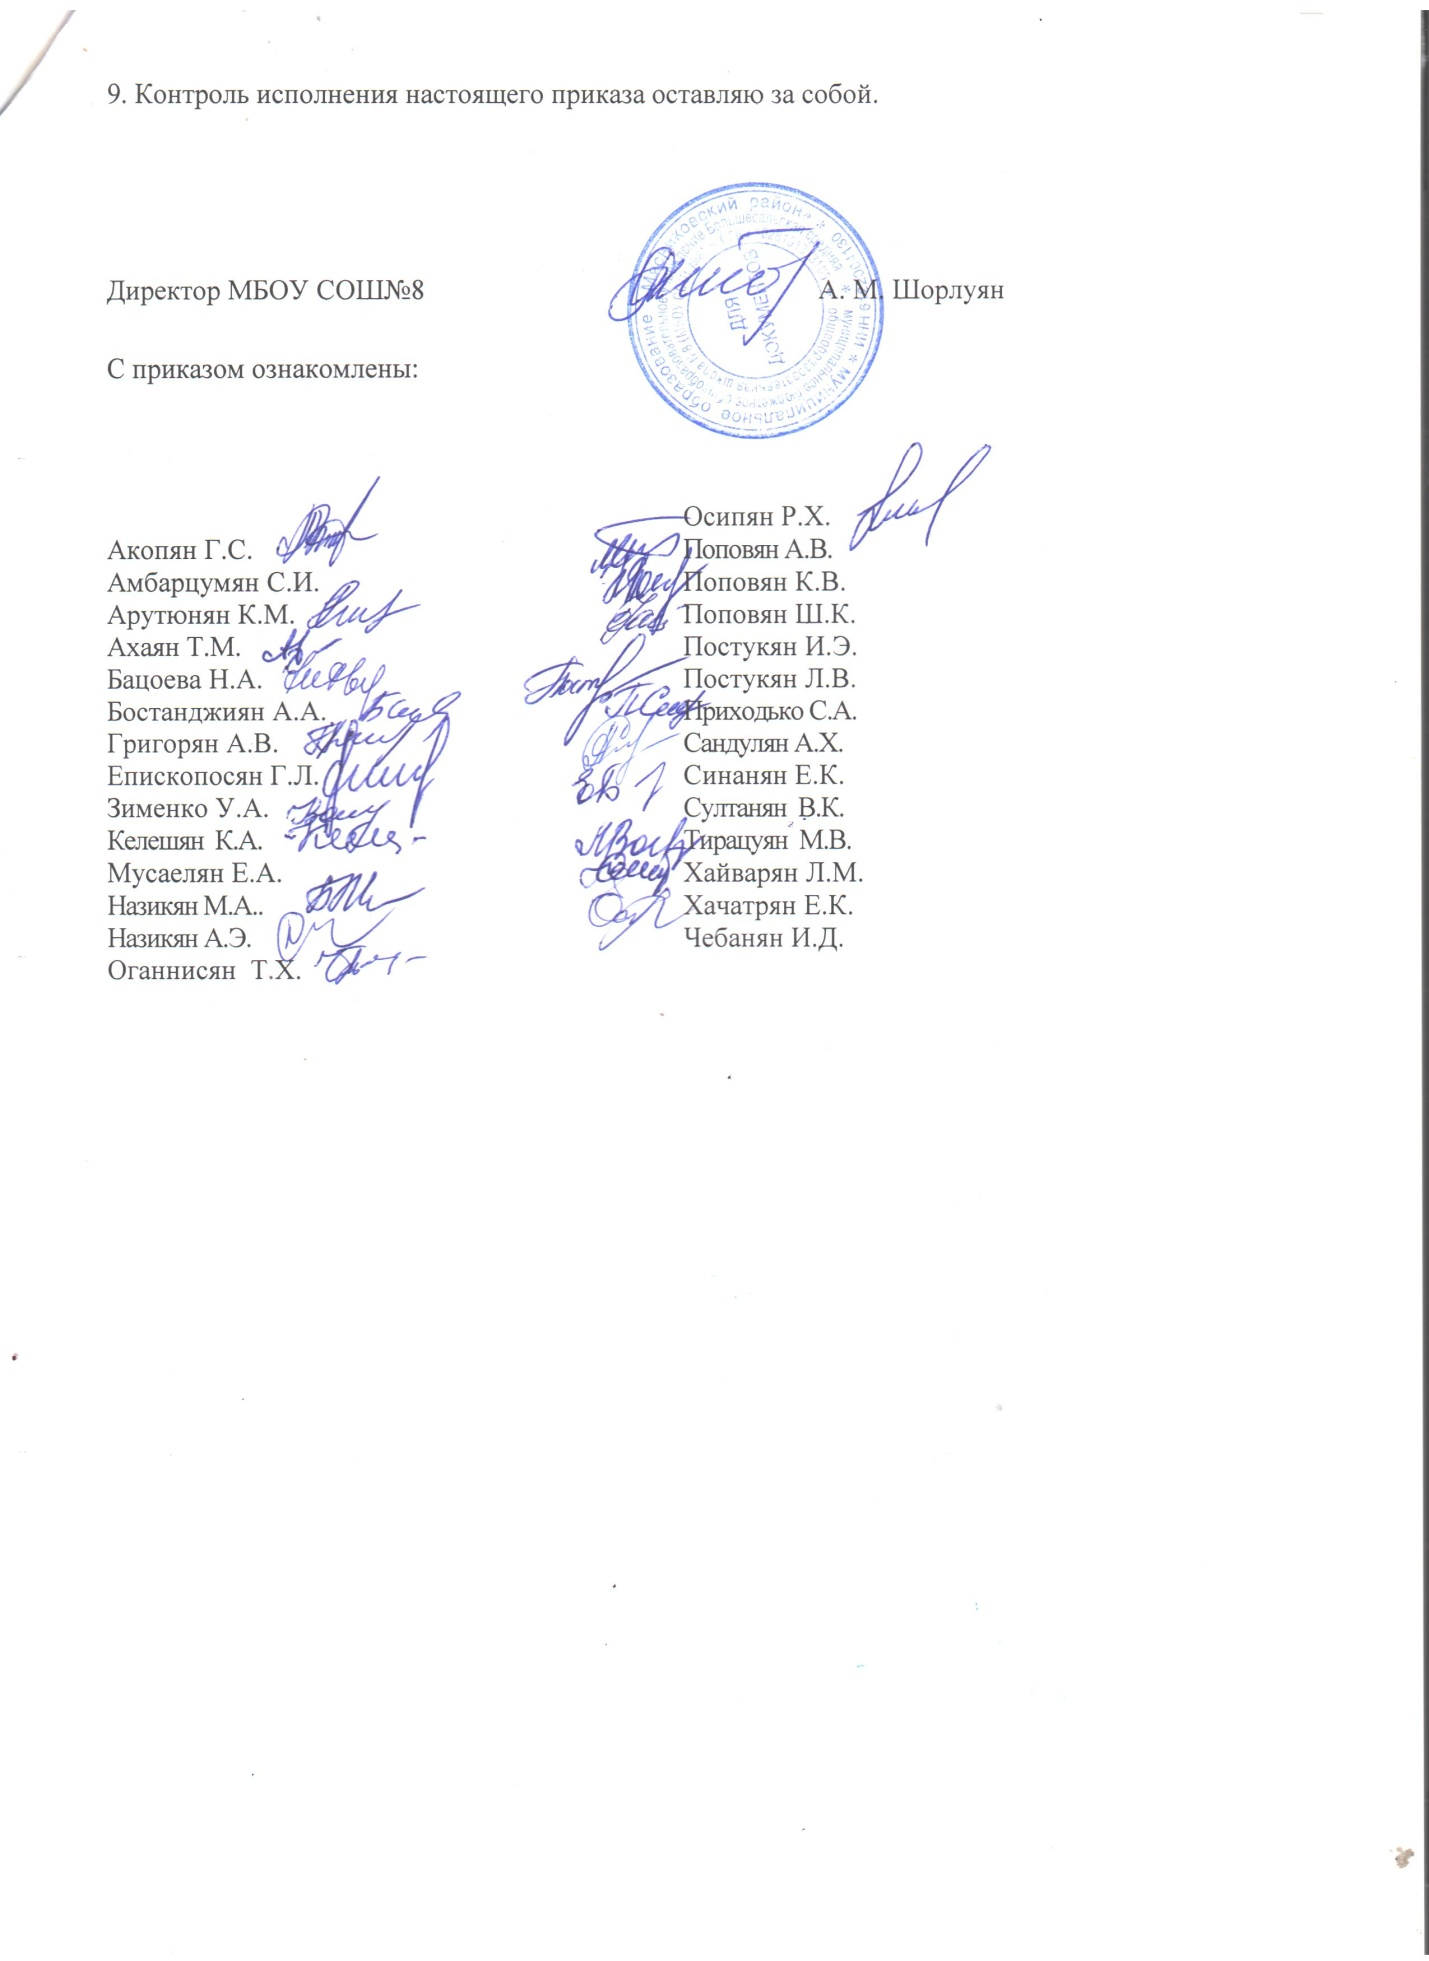 9. Контроль исполнения настоящего приказа оставляю за собой.
Директор МБОУ СОШ№8
А. М. Шорлуян
ДЛЯ
ДОКУМЕНТОВ
С приказом ознакомлены:
Акопян Г.С.
Амбарцумян С.И.
Арутюнян К.М.
Ахаян Т.М.
Бацоева Н.А.
Бостанджиян А.А.
Григорян А.В.
Епископосян Г.Л.
Зименко У.А.
Келешян К.А.
Мусаелян Е.А.
Назикян М.А..
Назикян А.Э.
Оганнисян Т.Х.
Осипян Р.Х.
Поповян А.В.
Поповян К.В.
Поповян Ш.К.
Постукян И.Э.
Постукян Л.В.
Приходько С.А.
Сандулян А.Х.
Синанян Е.К.
Султанян В.К.
Тирацуян М.В.
Хайварян Л.М.
Хачатрян Е.К.
Чебанян И.Д.